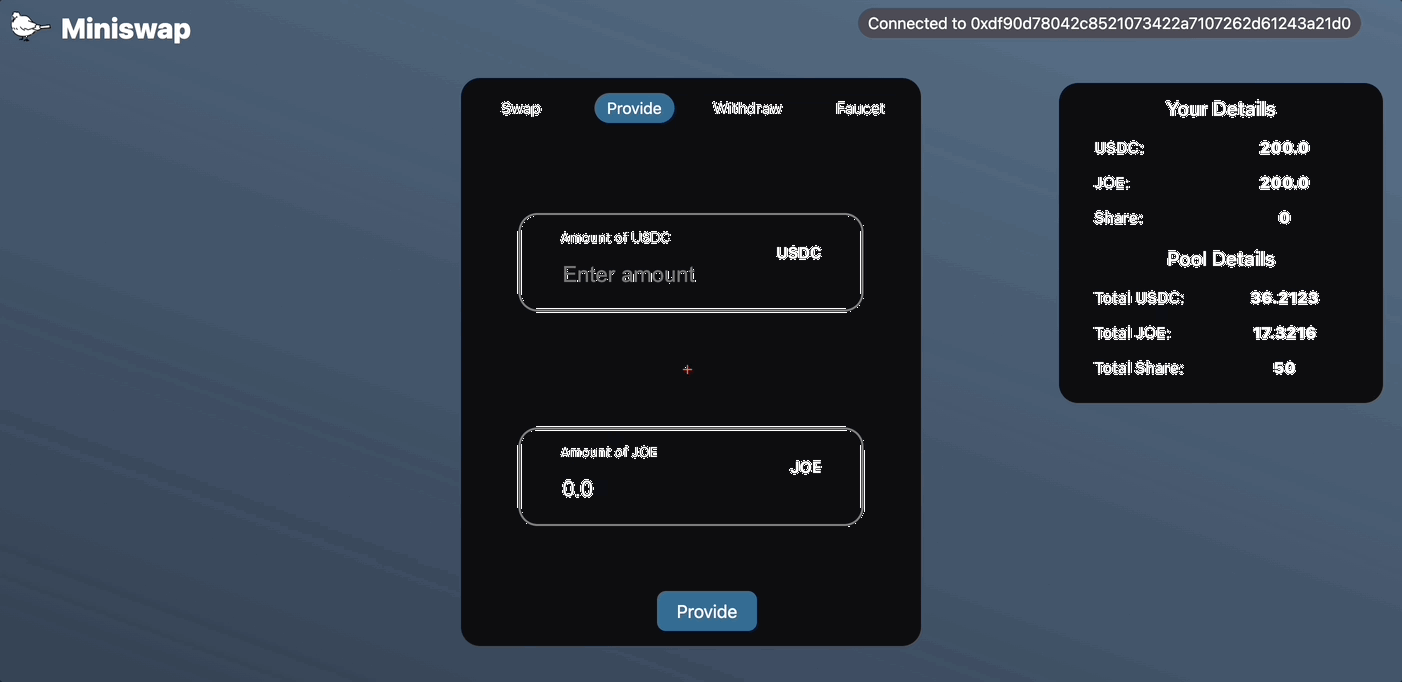 Miniswap
Connected to 0xdf90d78042c8521073422a7107262d61243a21d0
Swap Provide Withdraw Faucet
Amount of USDC
USDC
Enter amount
+
Amount of JOE
JOE
0.0
Provide
Your Details
USDC: 200.0
JOE: 200.0
Share: 0
Pool Details
Total USDC: 36.2123
Total JOE: 17.3216
Total Share: 50